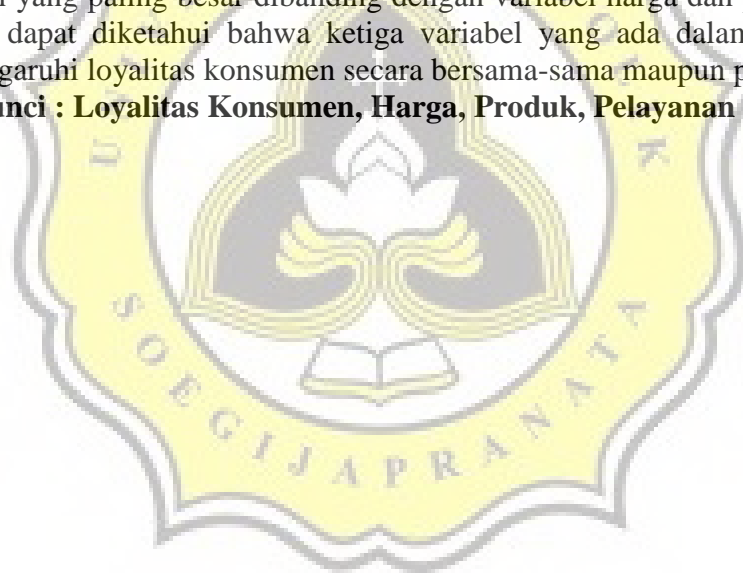 yang paling besar dibanding dengan variabel harga dan
dapat diketahui bahwa ketiga variabel yang ada dalam
garuhi loyalitas konsumen secara bersama-sama maupun p
unci : Loyalitas Konsumen, Harga, Produk, Pelayanan
SOEGIJAPRANATA